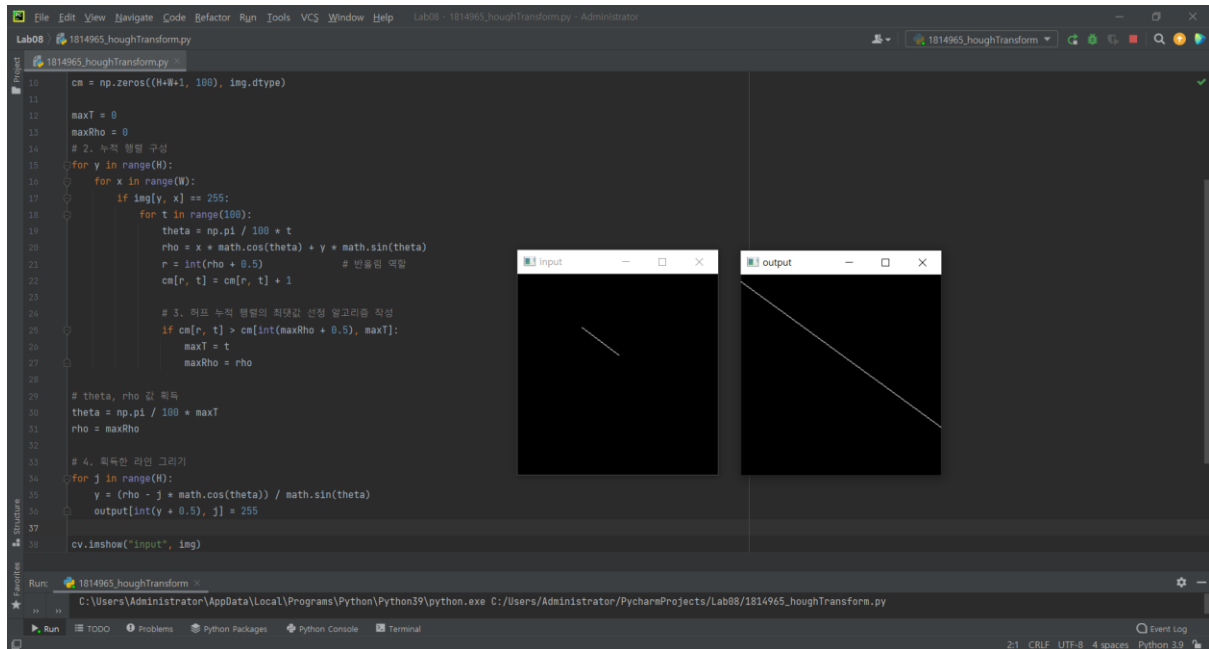 File Edit View Navigate Code Refactor Run Tools VCS Window Help Lab08 - 1814965_houghTransform.py - Administrator
Lab08 1814965_houghTransform.py 1814965_houghTransform
Project 1814965_houghTransform.py
10 cm = np.zeros((H+W+1, 100), img.dtype)
11
12 maxT = 0
13 maxRho = 0
14 # 2. 누적 행렬 구성
15 for y in range(H):
16 for x in range(W):
17 if img[y, x] == 255:
18 for t in range(100):
19 theta = np.pi / 100 * t
20 rho = x * math.cos(theta) + y * math.sin(theta)
21 r = int(rho + 0.5) # 반올림 역할
22 cm[r, t] = cm[r, t] + 1
23
24 # 3. 허프 누적 행렬의 최댓값 선정 알고리즘 작성
25 if cm[r, t] > cm[int(maxRho + 0.5), maxT]:
26 maxT = t
27 maxRho = rho
28
29 # theta, rho 값 획득
30 theta = np.pi / 100 * maxT
31 rho = maxRho
32
33 # 4. 획득한 라인 그리기
34 for j in range(H):
35 y = (rho - j * math.cos(theta)) / math.sin(theta)
36 output[int(y + 0.5), j] = 255
37
38 cv.imshow("input", img)
input
output
Structure
Favorites
Run: 1814965_houghTransform
C:\Users\Administrator\AppData\Local\Programs\Python\Python39\python.exe C:/Users/Administrator/PycharmProjects/Lab08/1814965_houghTransform.py
Run TODO Problems Python Packages Python Console Terminal Event Log
2:1 CRLF UTF-8 4 spaces Python 3.9